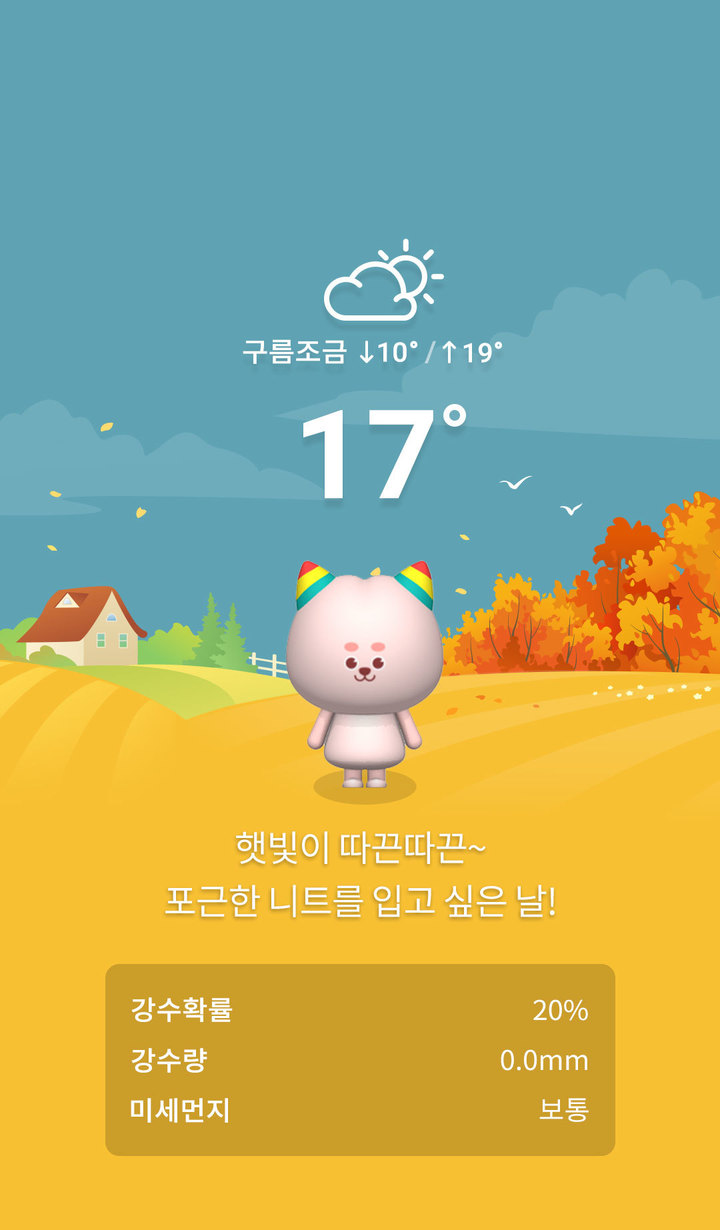 구름조금 ↓10° / ↑19°
17°
햇빛이 따끈따끈~
포근한 니트를 입고 싶은 날!
강수확률 20%
강수량 0.0mm
미세먼지 보통